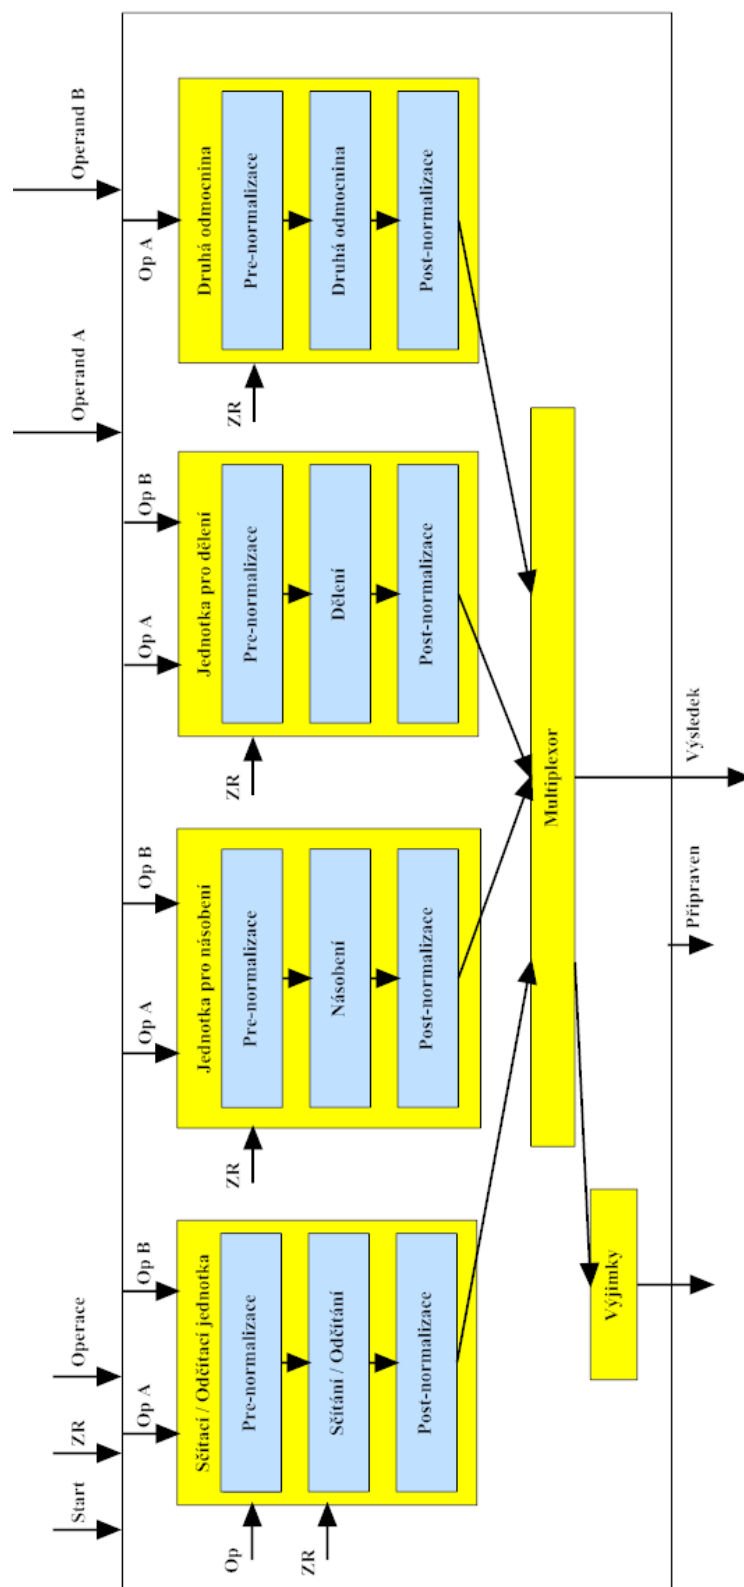 Start
ZR
Operace
Operand A
Operand B
Op A
Op B
Op A
Op B
Op A
Op B
Op A
Sčítací / Odčítací jednotka
Op
Pre-normalizace
ZR
Sčítání / Odčítání
Post-normalizace
Jednotka pro násobení
ZR
Pre-normalizace
Násobení
Post-normalizace
Jednotka pro dělení
ZR
Pre-normalizace
Dělení
Post-normalizace
Druhá odmocnina
ZR
Pre-normalizace
Druhá odmocnina
Post-normalizace
Multiplexor
Výjimky
Připraven
Výsledek